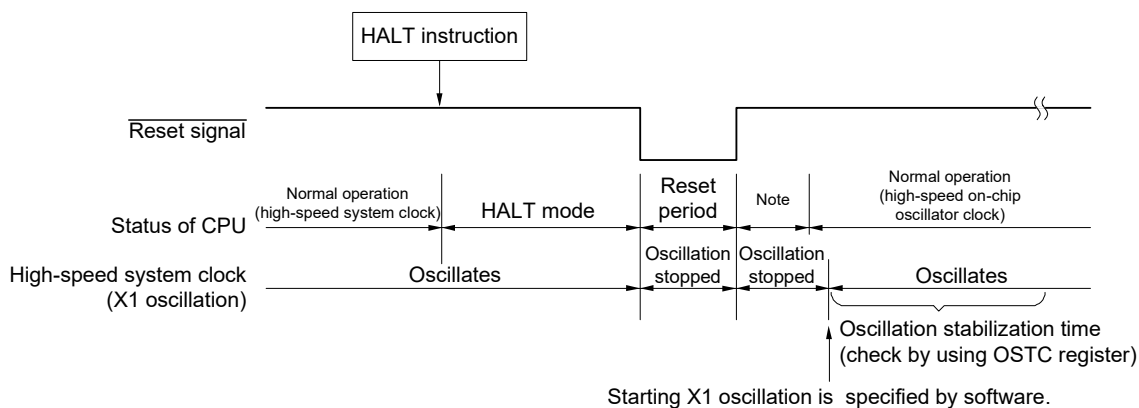 HALT instruction
Reset signal
Status of CPU
Normal operation
(high-speed system clock)
HALT mode
Reset
period
Note
Normal operation
(high-speed on-chip
oscillator clock)
High-speed system clock
(X1 oscillation)
Oscillates
Oscillation
stopped
Oscillation
stopped
Oscillates
Oscillation stabilization time
(check by using OSTC register)
Starting X1 oscillation is specified by software.